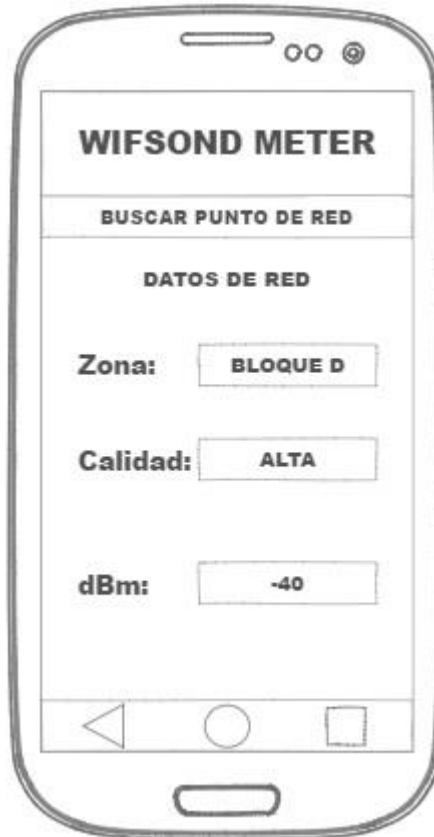 WIFSOND METER
BUSCAR PUNTO DE RED
DATOS DE RED
Zona: BLOQUE D
Calidad: ALTA
dBm: -40